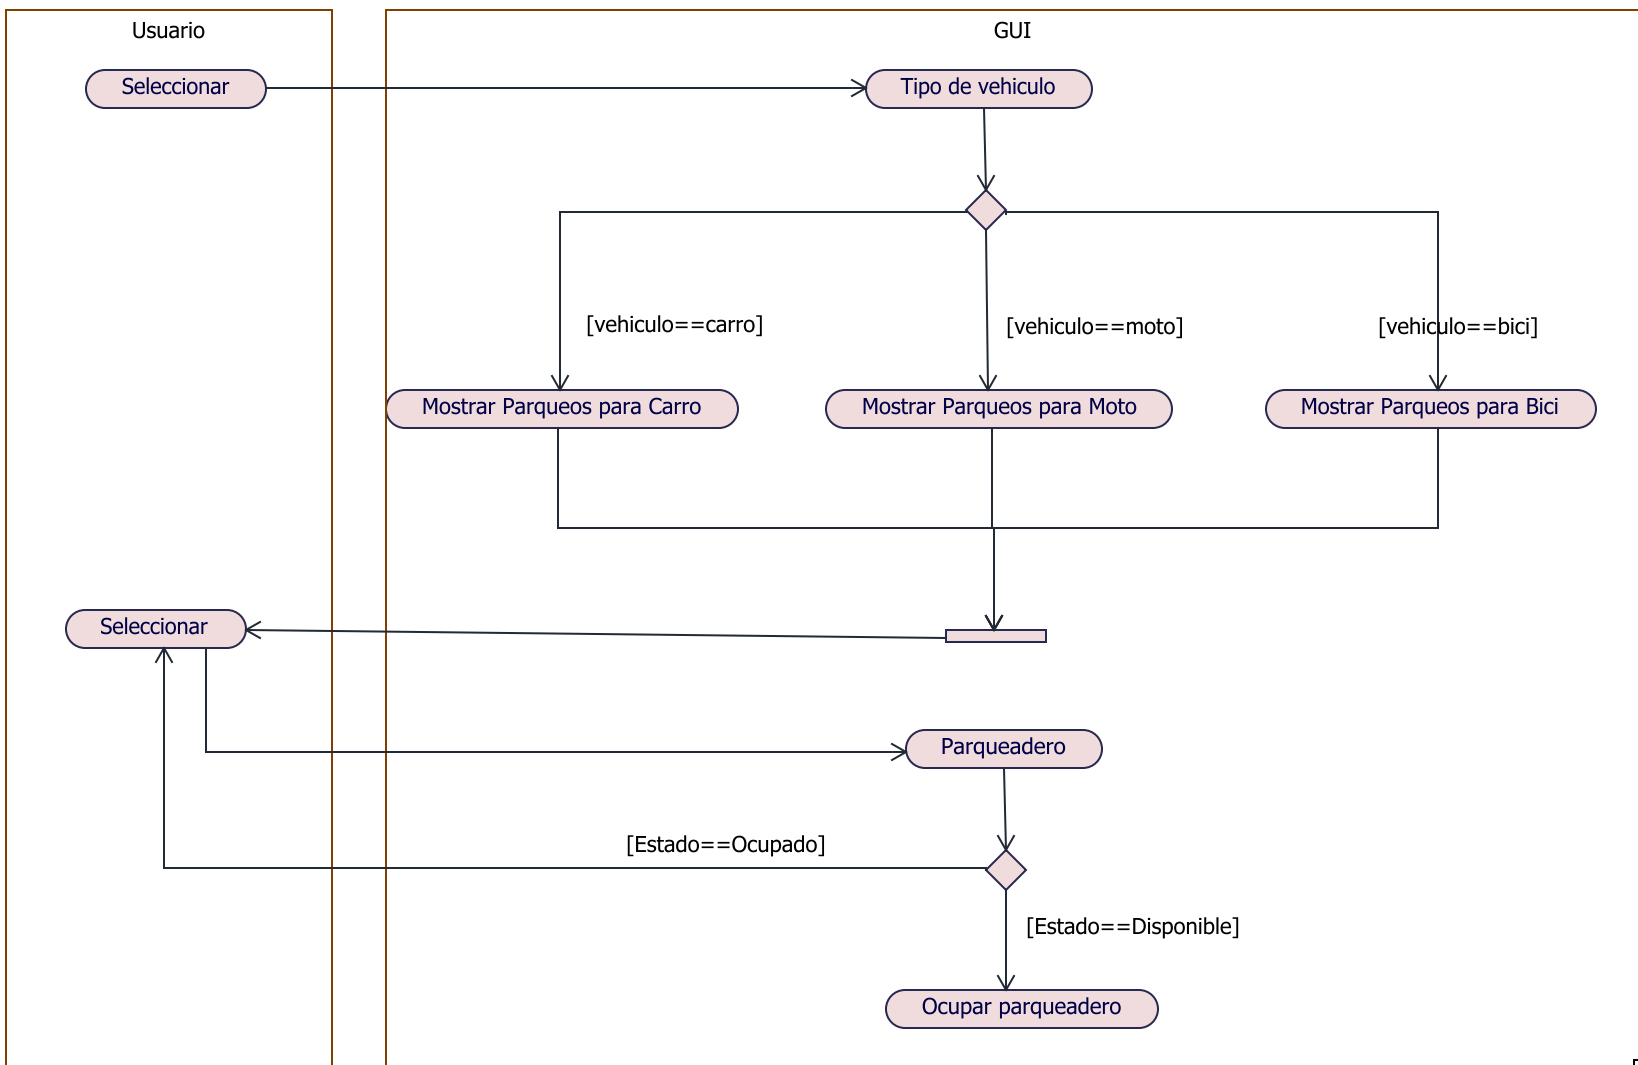 Usuario
GUI
Seleccionar
Tipo de vehiculo
[vehiculo==carro]
[vehiculo==moto]
[vehiculo==bici]
Mostrar Parqueos para Carro
Mostrar Parqueos para Moto
Mostrar Parqueos para Bici
Seleccionar
Parqueadero
[Estado==Ocupado]
[Estado==Disponible]
Ocupar parqueadero